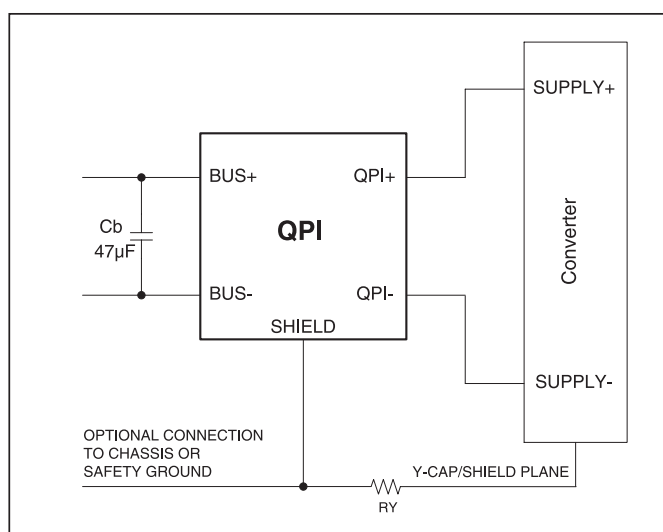 SUPPLY+
BUS+
QPI+
Cb
47µF
QPI
Converter
BUS-
QPI-
SHIELD
SUPPLY-
OPTIONAL CONNECTION
TO CHASSIS OR
SAFETY GROUND
Y-CAP/SHIELD PLANE
RY